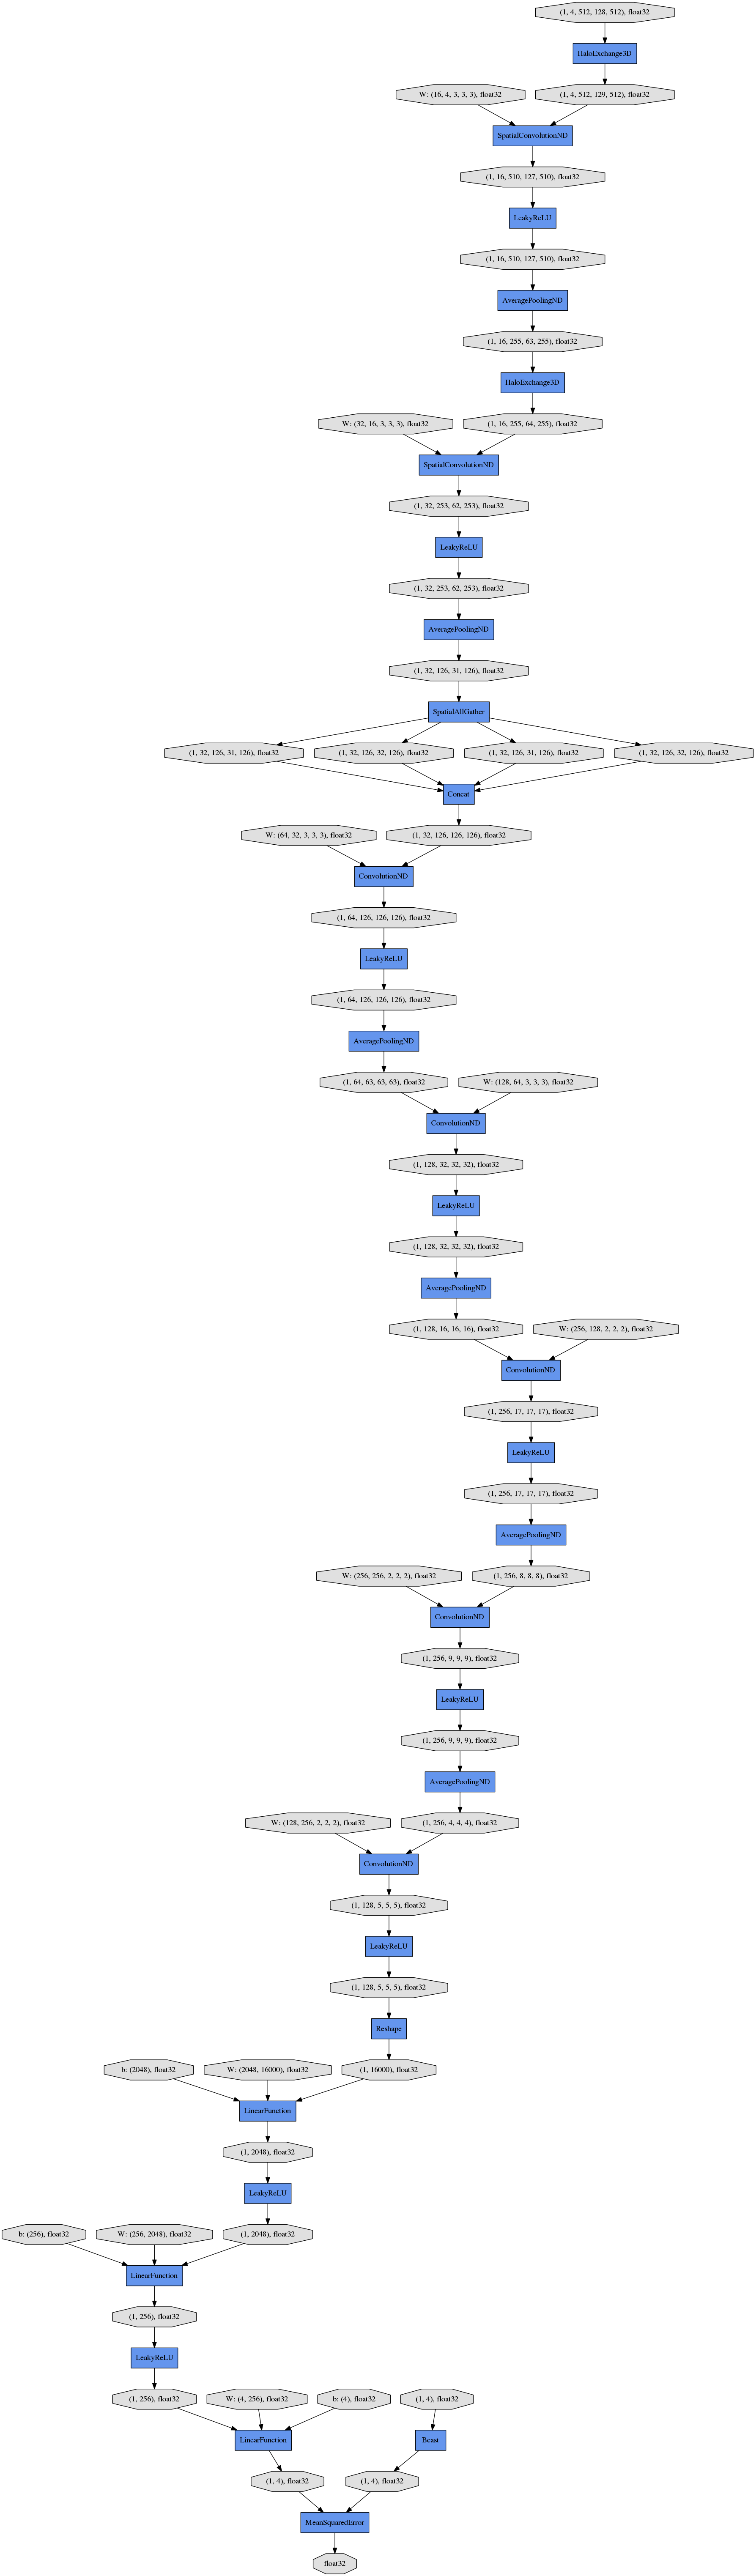 (1, 4, 512, 128, 512), float32
HaloExchange3D
W: (16, 4, 3, 3, 3), float32
(1, 4, 512, 129, 512), float32
SpatialConvolutionND
(1, 16, 510, 127, 510), float32
LeakyReLU
(1, 16, 510, 127, 510), float32
AveragePoolingND
(1, 16, 255, 63, 255), float32
HaloExchange3D
W: (32, 16, 3, 3, 3), float32
(1, 16, 255, 64, 255), float32
SpatialConvolutionND
(1, 32, 253, 62, 253), float32
LeakyReLU
(1, 32, 253, 62, 253), float32
AveragePoolingND
(1, 32, 126, 31, 126), float32
SpatialAllGather
(1, 32, 126, 31, 126), float32
(1, 32, 126, 32, 126), float32
(1, 32, 126, 31, 126), float32
(1, 32, 126, 32, 126), float32
Concat
W: (64, 32, 3, 3, 3), float32
(1, 32, 126, 126, 126), float32
ConvolutionND
(1, 64, 126, 126, 126), float32
LeakyReLU
(1, 64, 126, 126, 126), float32
AveragePoolingND
(1, 64, 63, 63, 63), float32
W: (128, 64, 3, 3, 3), float32
ConvolutionND
(1, 128, 32, 32, 32), float32
LeakyReLU
(1, 128, 32, 32, 32), float32
AveragePoolingND
(1, 128, 16, 16, 16), float32
W: (256, 128, 2, 2, 2), float32
ConvolutionND
(1, 256, 17, 17, 17), float32
LeakyReLU
(1, 256, 17, 17, 17), float32
AveragePoolingND
W: (256, 256, 2, 2, 2), float32
(1, 256, 8, 8, 8), float32
ConvolutionND
(1, 256, 9, 9, 9), float32
LeakyReLU
(1, 256, 9, 9, 9), float32
AveragePoolingND
W: (128, 256, 2, 2, 2), float32
(1, 256, 4, 4, 4), float32
ConvolutionND
(1, 128, 5, 5, 5), float32
LeakyReLU
(1, 128, 5, 5, 5), float32
Reshape
b: (2048), float32
W: (2048, 16000), float32
(1, 16000), float32
LinearFunction
(1, 2048), float32
LeakyReLU
b: (256), float32
W: (256, 2048), float32
(1, 2048), float32
LinearFunction
(1, 256), float32
LeakyReLU
(1, 256), float32
W: (4, 256), float32
b: (4), float32
(1, 4), float32
LinearFunction
Bcast
(1, 4), float32
(1, 4), float32
MeanSquaredError
float32